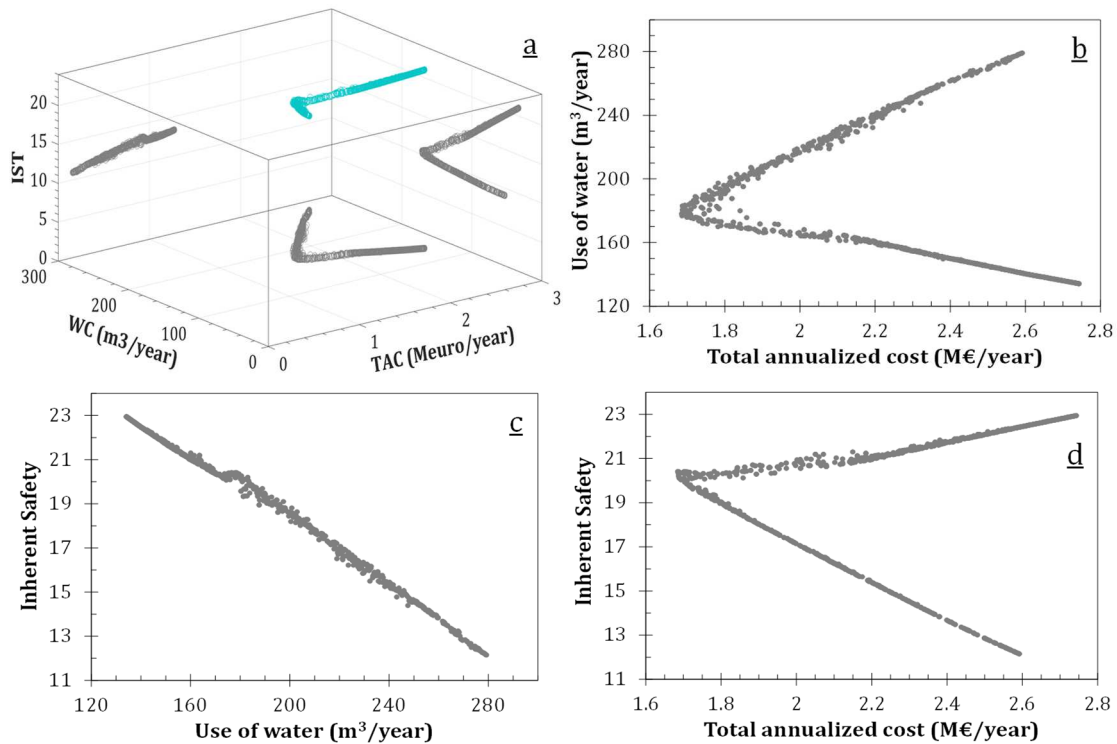 a
20
15
10
5
0
IST
300
200
100
0
WC (m3/year)
0
1
2
3
TAC (Meuro/year)
b
280
240
200
160
120
Use of water (m³/year)
1.6 1.8 2 2.2 2.4 2.6 2.8
Total annualized cost (M€/year)
c
23
21
19
17
15
13
11
Inherent Safety
120 160 200 240 280
Use of water (m³/year)
d
23
21
19
17
15
13
11
Inherent Safety
1.6 1.8 2 2.2 2.4 2.6 2.8
Total annualized cost (M€/year)